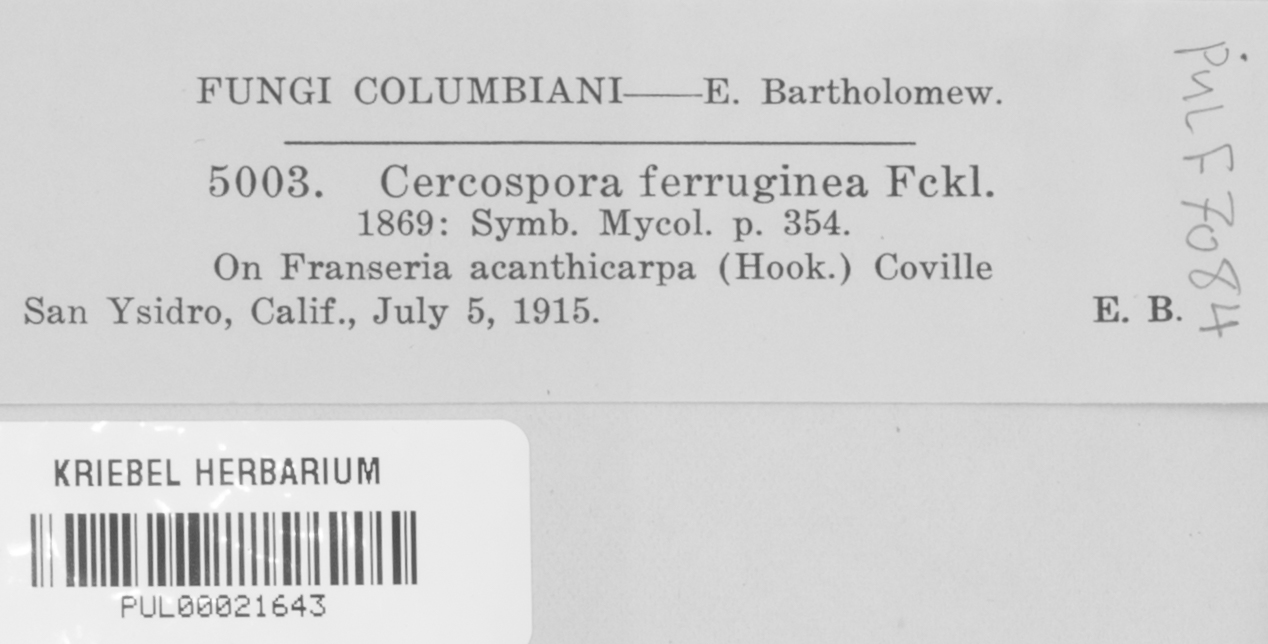 FUNGI COLUMBIANI——E. Bartholomew.
5003. Cercospora ferruginea Fckl.
1869: Symb. Mycol. p. 354.
On Franseria acanthicarpa (Hook.) Coville
San Ysidro, Calif., July 5, 1915. E. B.
PUL F7084
KRIEBEL HERBARIUM
PUL00021643